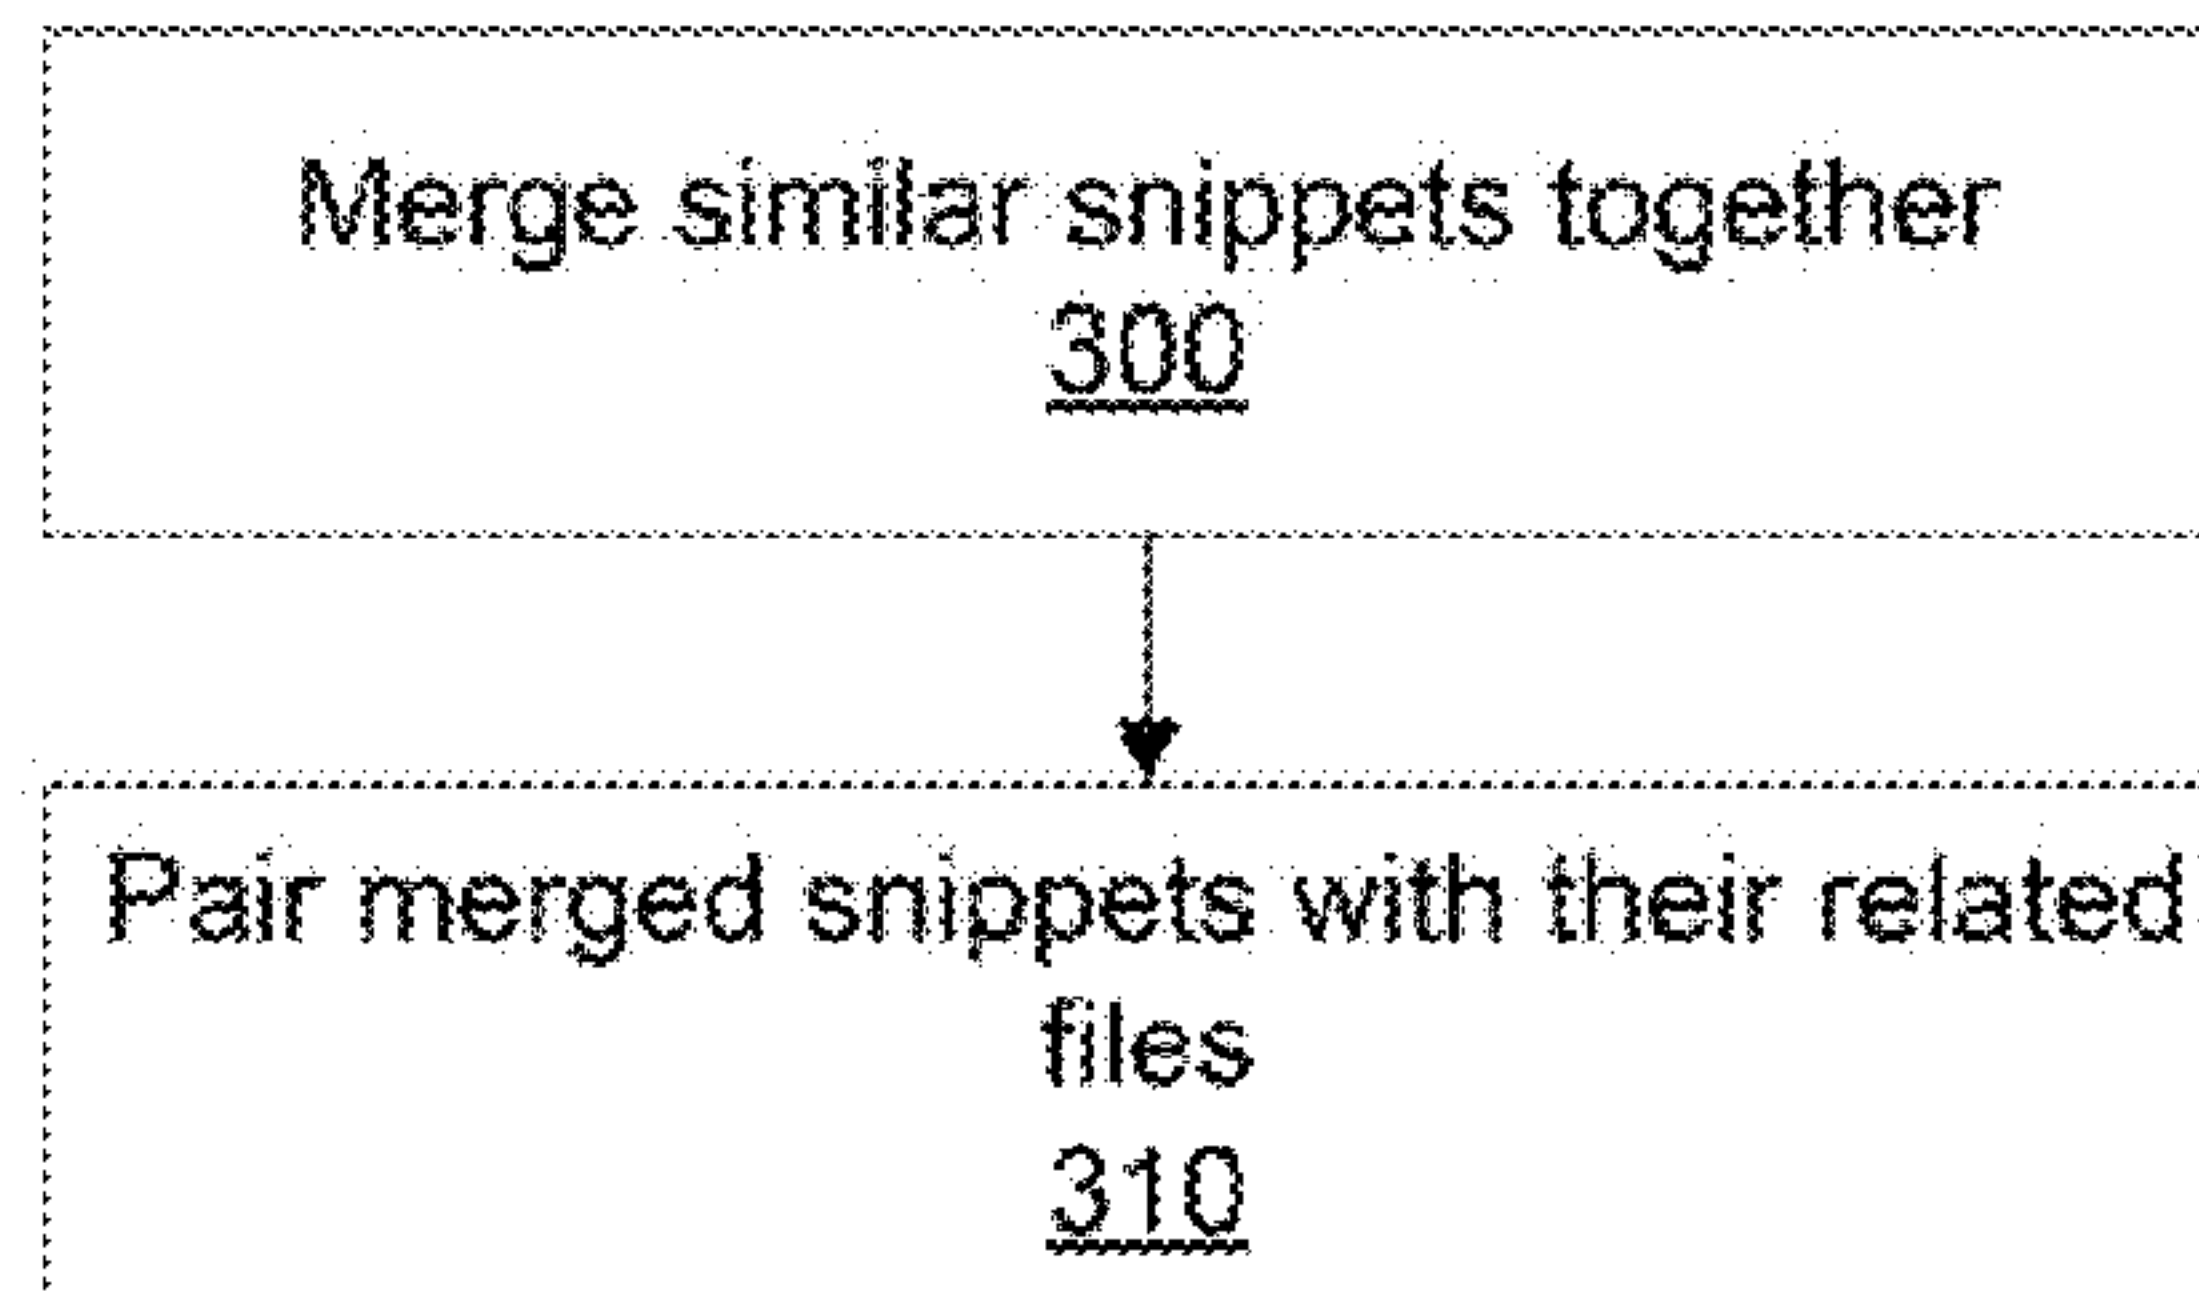 Merge similar snippets together
300
Pair merged snippets with their related
files
310